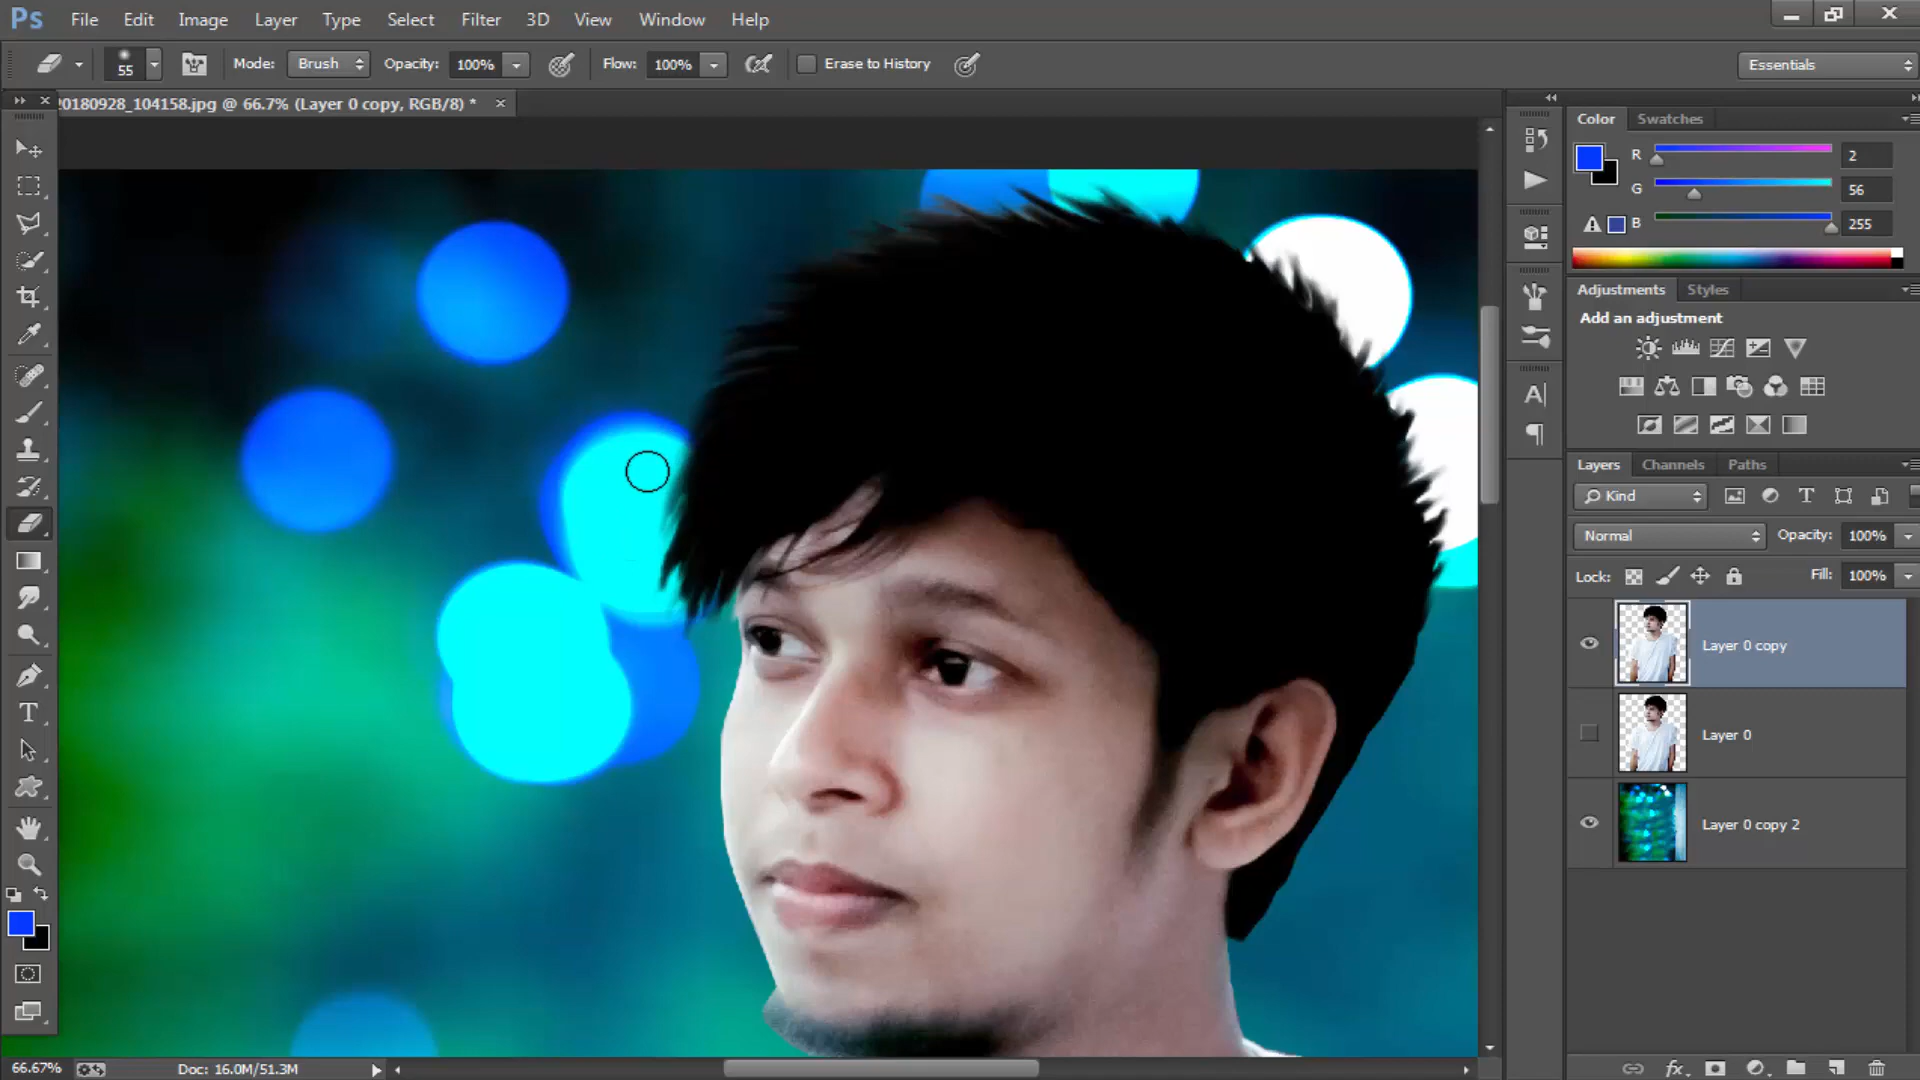 Ps File Edit Image Layer Type Select Filter 3D View Window Help
55 Mode: Brush Opacity: 100% Flow: 100% Erase to History Essentials
20180928_104158.jpg @ 66.7% (Layer 0 copy, RGB/8) *
Color Swatches
R 2
G 56
B 255
Adjustments Styles
Add an adjustment
Layers Channels Paths
Kind
Normal Opacity: 100%
Lock: Fill: 100%
Layer 0 copy
Layer 0
Layer 0 copy 2
66.67% Doc: 16.0M/51.3M